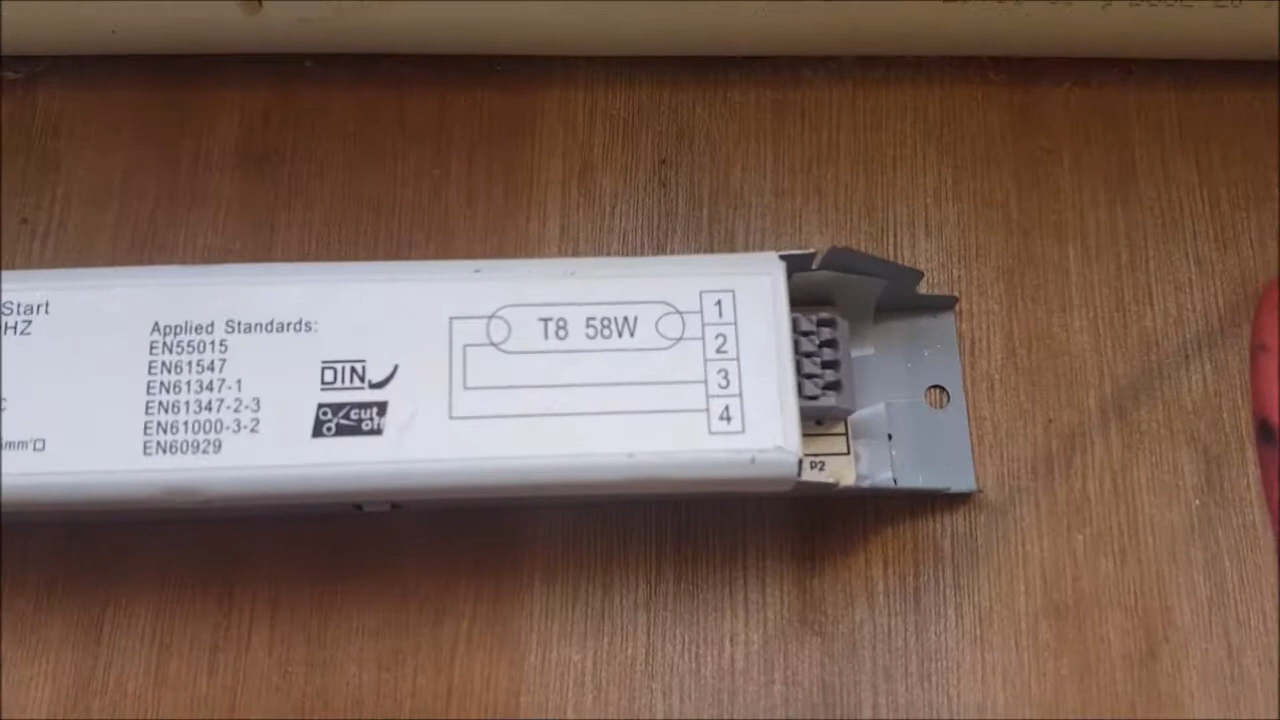 Start
HZ
Applied Standards:
EN55015
EN61547
EN61347-1
EN61347-2-3
EN61000-3-2
EN60929
mm²□
DIN
cut
off
T8 58W
1
2
3
4
P2